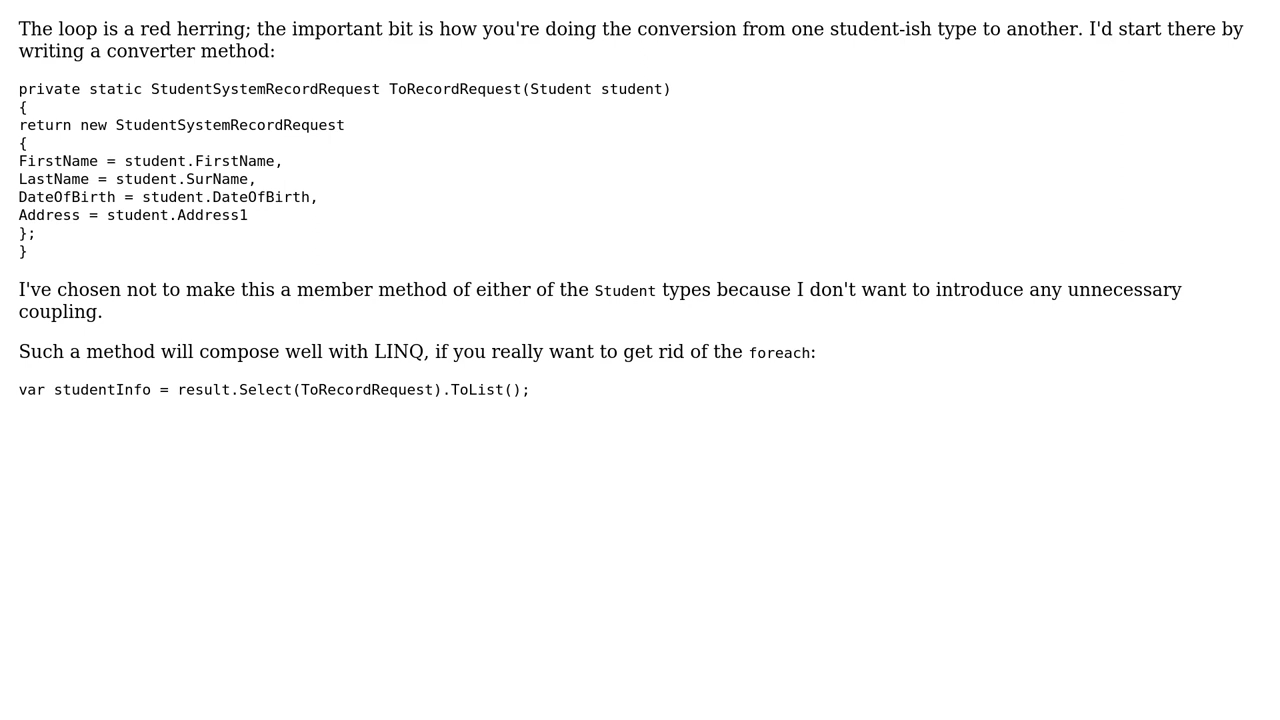 The loop is a red herring; the important bit is how you're doing the conversion from one student-ish type to another. I'd start there by
writing a converter method:
private static StudentSystemRecordRequest ToRecordRequest(Student student)
{
return new StudentSystemRecordRequest
{
FirstName = student.FirstName,
LastName = student.SurName,
DateOfBirth = student.DateOfBirth,
Address = student.Address1
};
}
I've chosen not to make this a member method of either of the Student types because I don't want to introduce any unnecessary
coupling.
Such a method will compose well with LINQ, if you really want to get rid of the foreach:
var studentInfo = result.Select(ToRecordRequest).ToList();